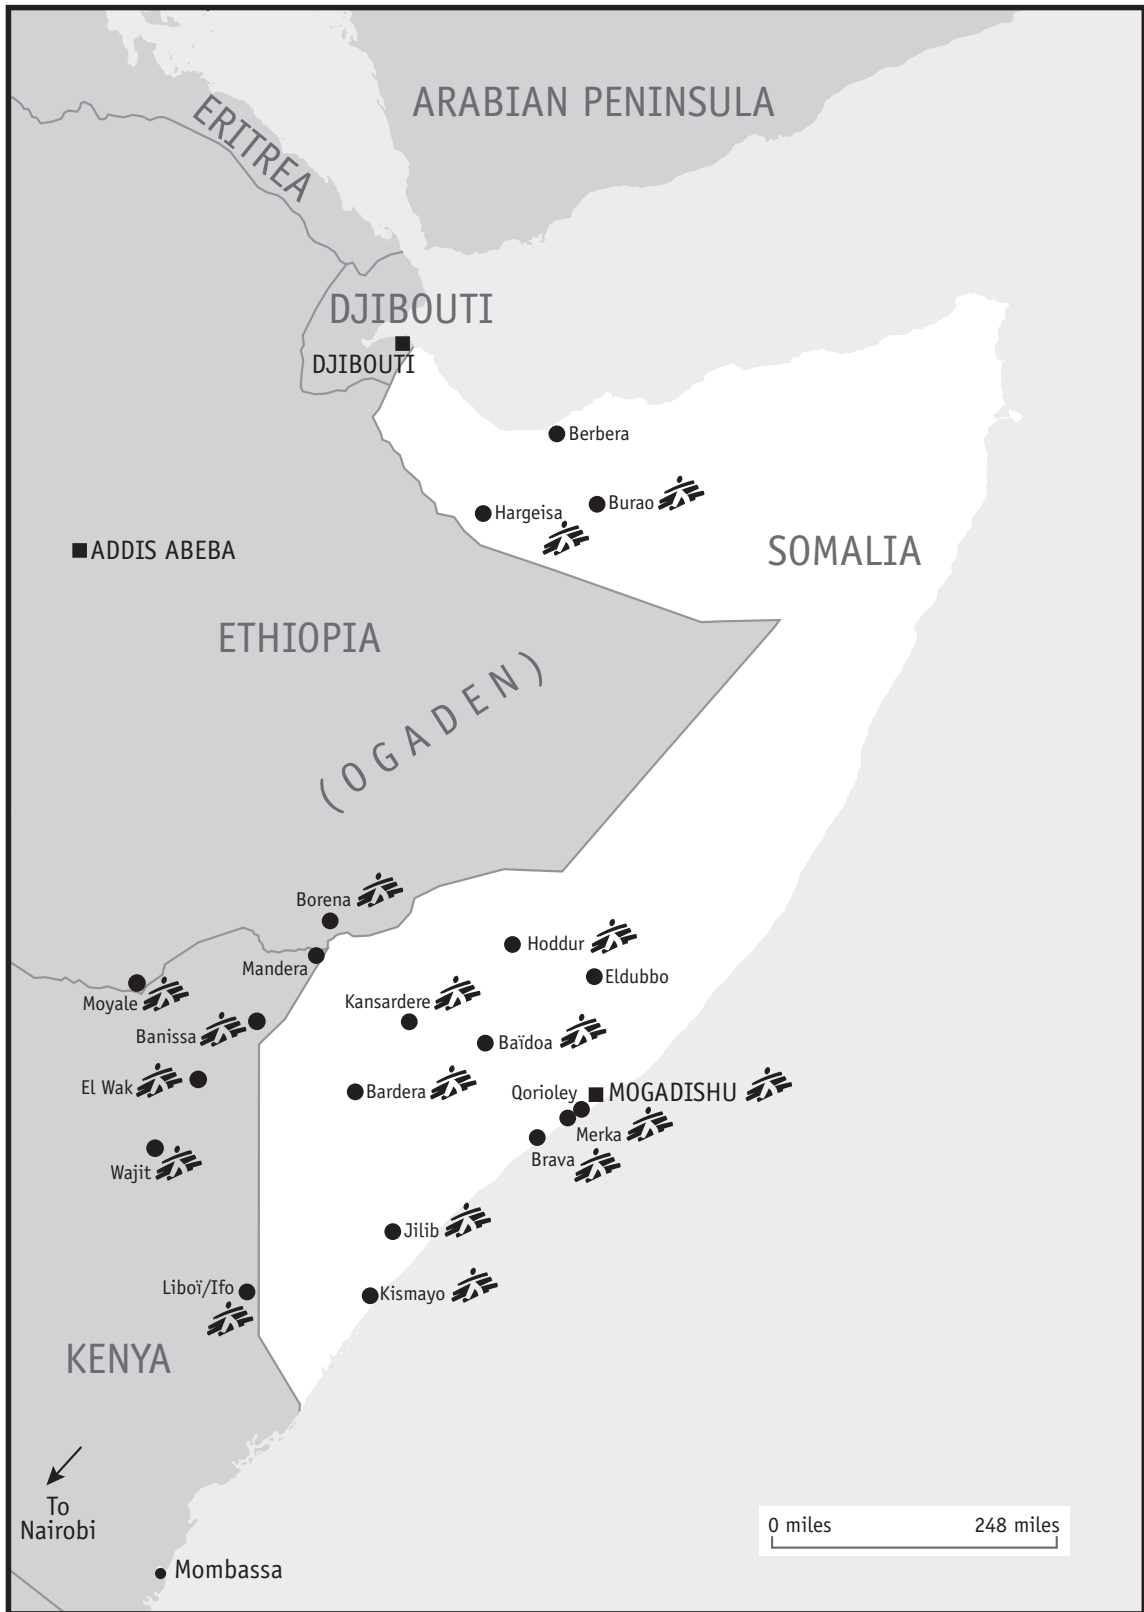 ARABIAN PENINSULA
ERITREA
DJIBOUTI
DJIBOUTI
Berbera
Burao
Hargeisa
ADDIS ABEBA
SOMALIA
ETHIOPIA
(OGADEN)
Borena
Hoddur
Mandera
Eldubbo
Moyale
Kansardere
Banissa
Baïdoa
El Wak
Bardera
Qorioley
MOGADISHU
Merka
Brava
Wajit
Jilib
Liboï/Ifo
Kismayo
KENYA
To
Nairobi
0 miles
248 miles
Mombassa